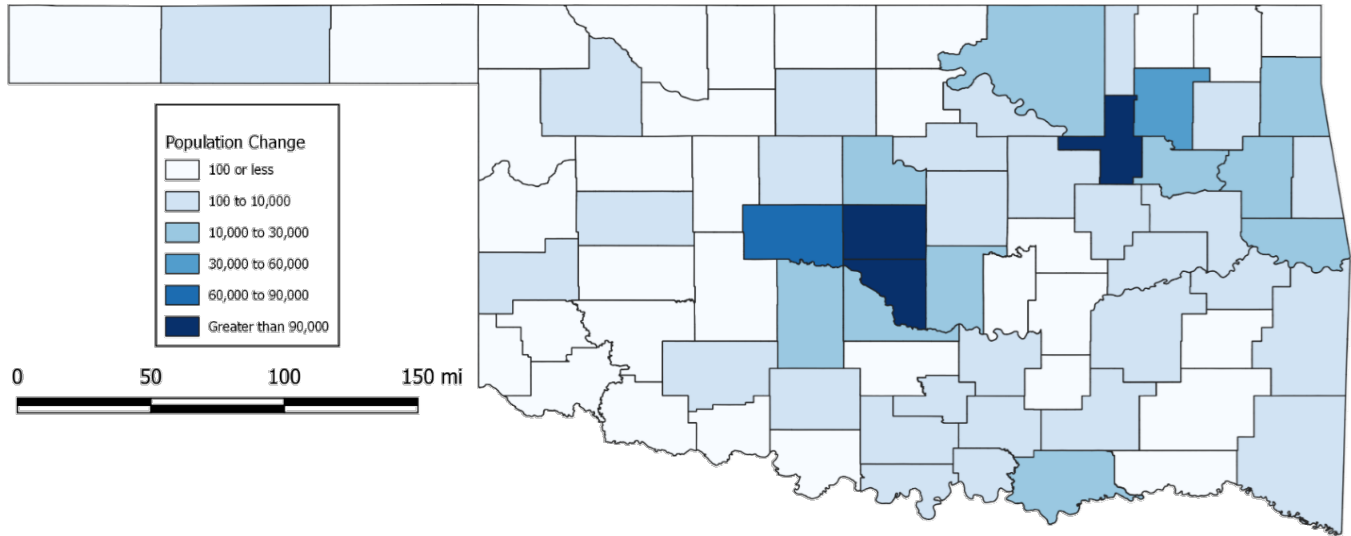 Population Change
100 or less
100 to 10,000
10,000 to 30,000
30,000 to 60,000
60,000 to 90,000
Greater than 90,000
0 50 100 150 mi